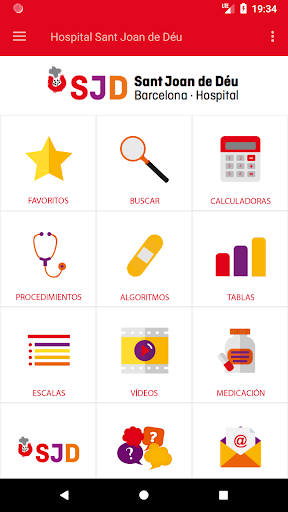 19:34
Hospital Sant Joan de Déu
SJD Sant Joan de Déu
Barcelona · Hospital
FAVORITOS
BUSCAR
CALCULADORAS
PROCEDIMIENTOS
ALGORITMOS
TABLAS
ESCALAS
VÍDEOS
MEDICACIÓN
SJD
? ?
@